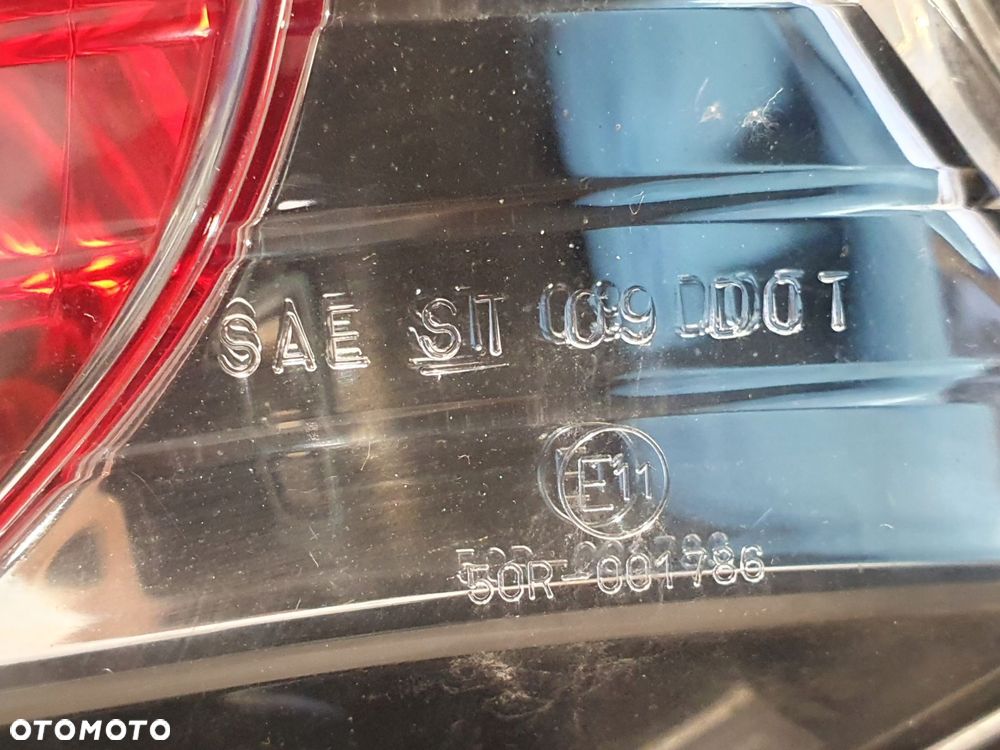 SAE ST 09 DOT
E11
50R-001786
OTOMOTO